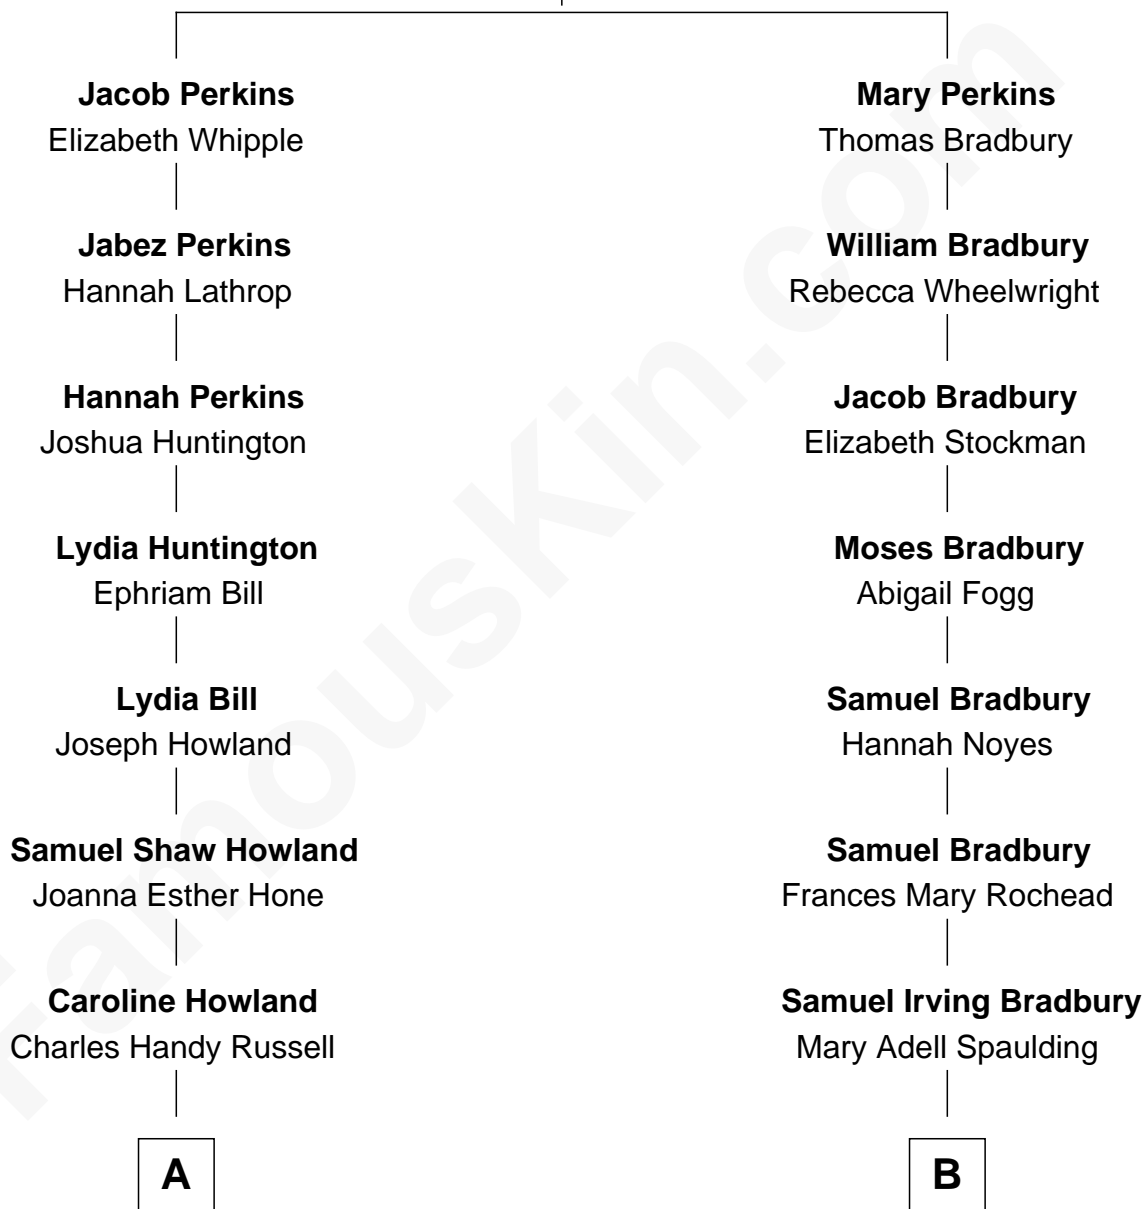 Jacob Perkins
Elizabeth Whipple
Jabez Perkins
Hannah Lathrop
Hannah Perkins
Joshua Huntington
Lydia Huntington
Ephriam Bill
Lydia Bill
Joseph Howland
Samuel Shaw Howland
Joanna Esther Hone
Caroline Howland
Charles Handy Russell
A
Mary Perkins
Thomas Bradbury
William Bradbury
Rebecca Wheelwright
Jacob Bradbury
Elizabeth Stockman
Moses Bradbury
Abigail Fogg
Samuel Bradbury
Hannah Noyes
Samuel Bradbury
Frances Mary Rochead
Samuel Irving Bradbury
Mary Adell Spaulding
B
FamousKin.com